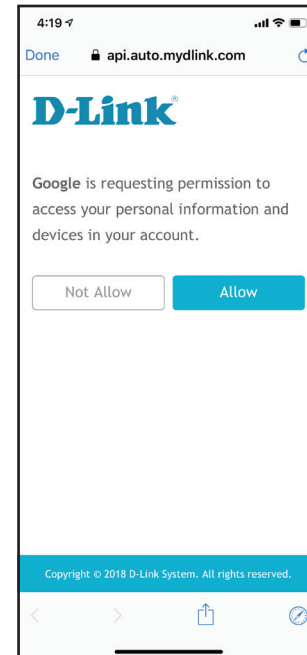 4:19
Done api.auto.mydlink.com
D-Link®
Google is requesting permission to
access your personal information and
devices in your account.
Not Allow Allow
Copyright © 2018 D-Link System. All rights reserved.